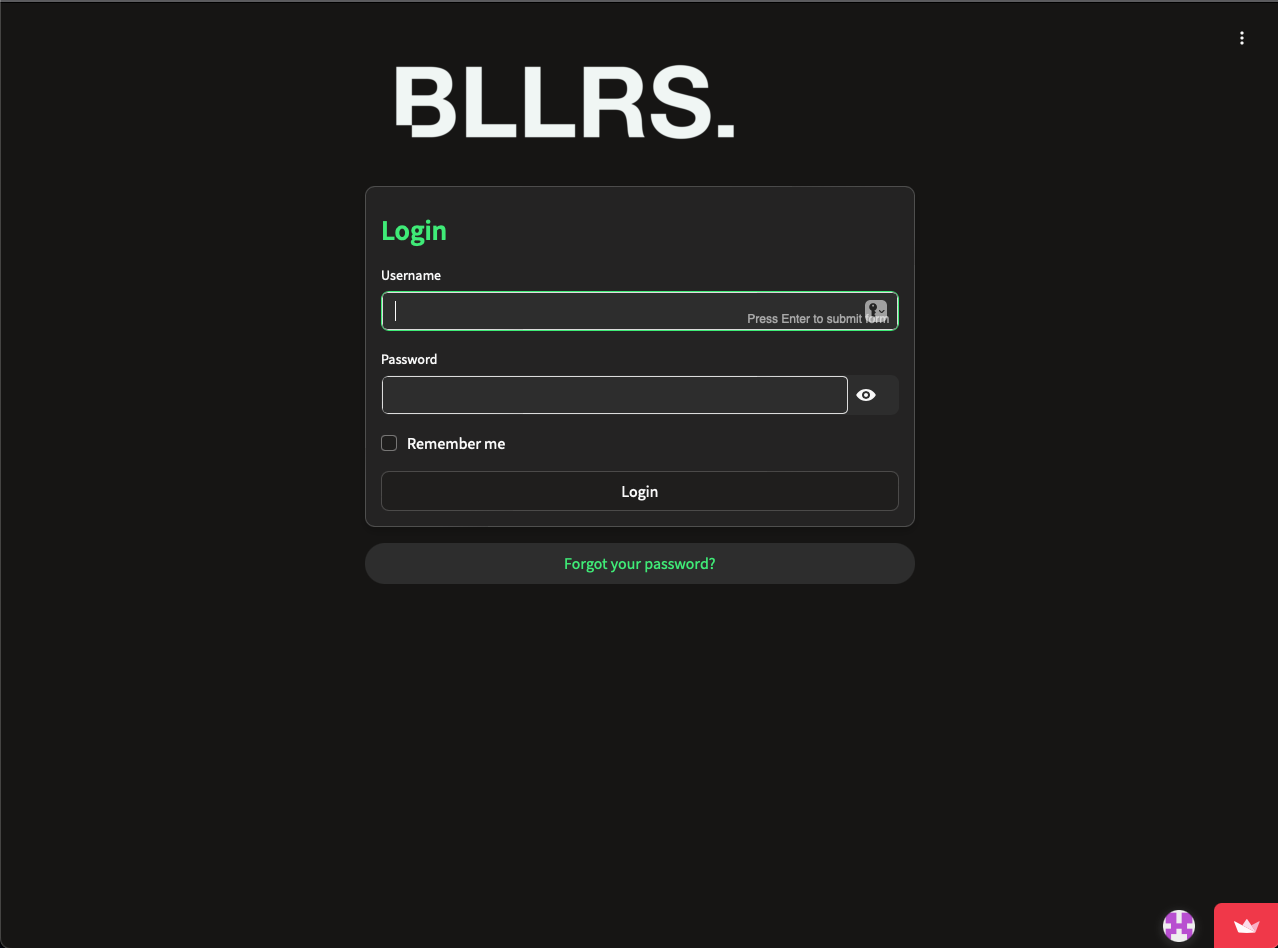 BLLRS.
Login
Username
Press Enter to submit form
Password
Remember me
Login
Forgot your password?